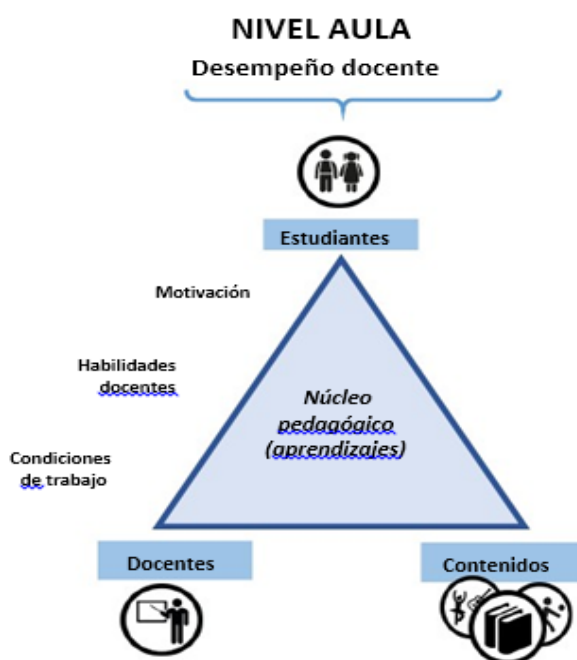 NIVEL AULA
Desempeño docente
Estudiantes
Motivación
Habilidades
docentes
Condiciones
de trabajo
Núcleo
pedagógico
(aprendizajes)
Docentes
Contenidos